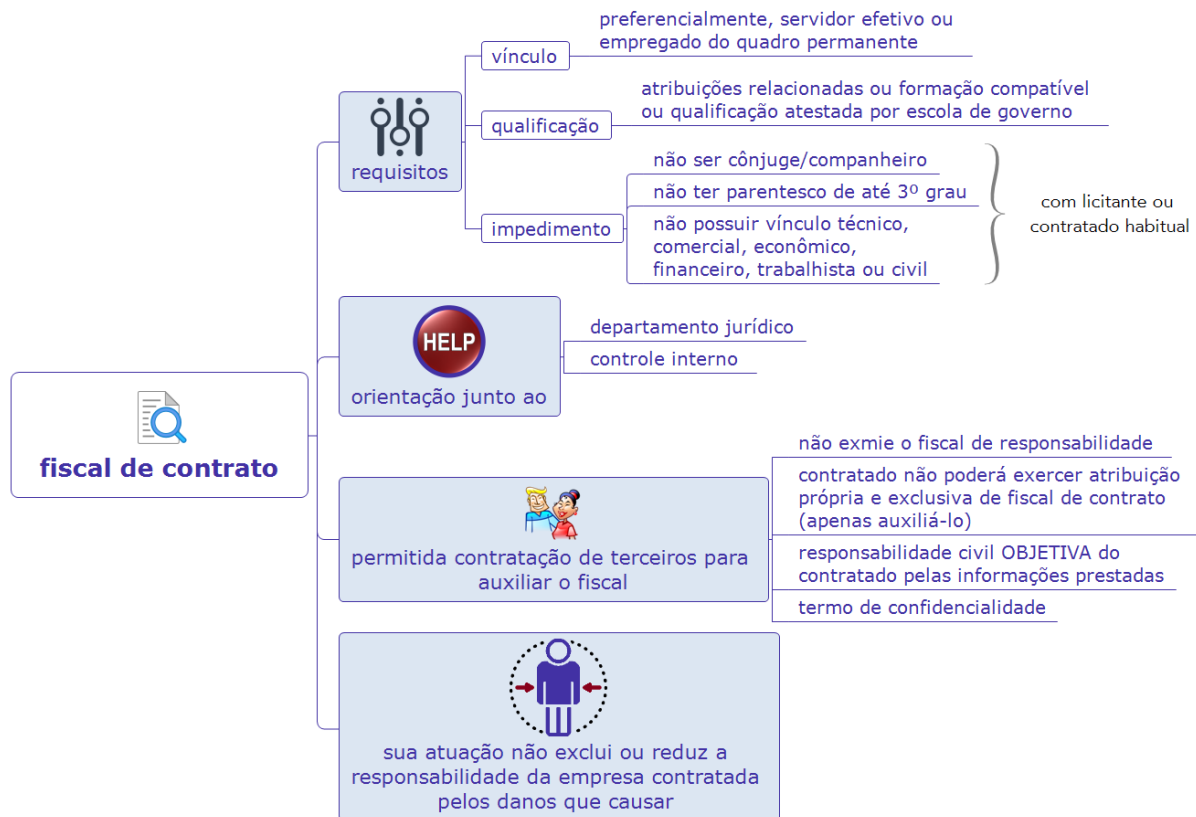 fiscal de contrato
requisitos
vínculo
preferencialmente, servidor efetivo ou
empregado do quadro permanente
qualificação
atribuições relacionadas ou formação compatível
ou qualificação atestada por escola de governo
impedimento
não ser cônjuge/companheiro
não ter parentesco de até 3º grau
não possuir vínculo técnico,
comercial, econômico,
financeiro, trabalhista ou civil
com licitante ou
contratado habitual
HELP
orientação junto ao
departamento jurídico
controle interno
permitida contratação de terceiros para
auxiliar o fiscal
não exmie o fiscal de responsabilidade
contratado não poderá exercer atribuição
própria e exclusiva de fiscal de contrato
(apenas auxiliá-lo)
responsabilidade civil OBJETIVA do
contratado pelas informações prestadas
termo de confidencialidade
sua atuação não exclui ou reduz a
responsabilidade da empresa contratada
pelos danos que causar